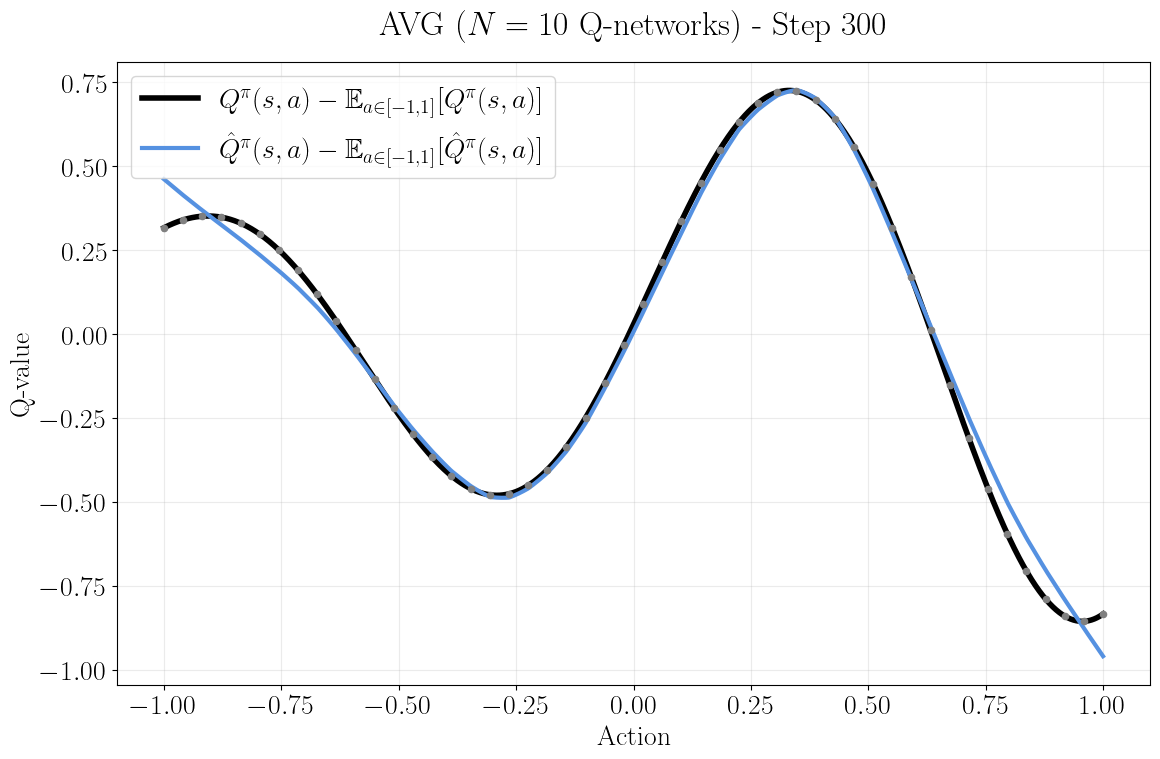 AVG (N = 10 Q-networks) - Step 300
Q^π(s, a) − 𝔼_{a∈[−1,1]}[Q^π(s, a)]
Q̂^π(s, a) − 𝔼_{a∈[−1,1]}[Q̂^π(s, a)]
0.75
0.50
0.25
0.00
−0.25
−0.50
−0.75
−1.00
Q-value
−1.00 −0.75 −0.50 −0.25 0.00 0.25 0.50 0.75 1.00
Action